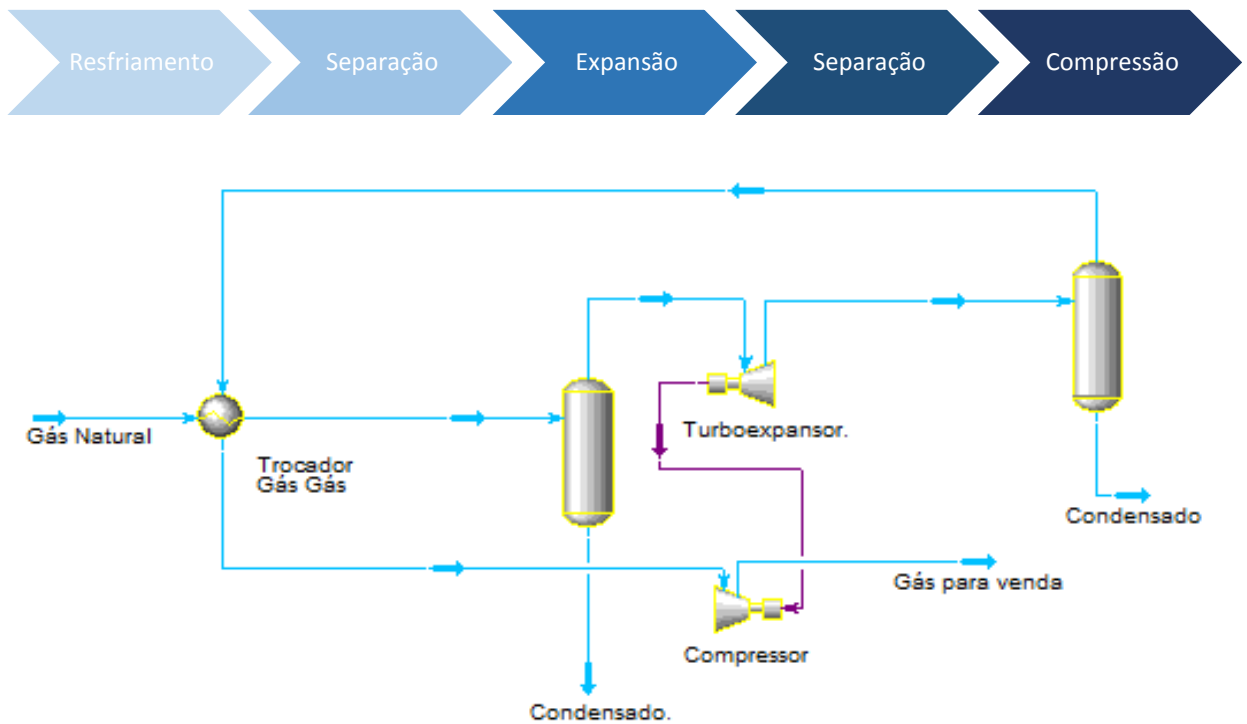 Resfriamento
Separação
Expansão
Separação
Compressão
Gás Natural
Trocador
Gás Gás
Turboexpansor.
Condensado
Gás para venda
Compressor
Condensado.